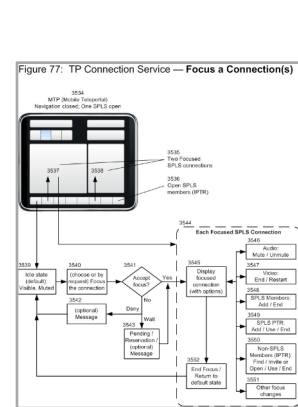 Figure 77: TP Connection Service — Focus a Connection(s)
3534
MTP (Mobile Teleportal)
Navigation closed; One SPLS open
3535
Two Focused
SPLS connections
3537
3538
3536
Open SPLS
members (IPTR)
3544
Each Focused SPLS Connection
3546
Audio:
Mute / Unmute
3539
Idle state
(default)
Visible, Muted
3540
(choose or by
request) Focus
the connection
3541
Accept
focus?
Yes
3545
Display
focused
connection
(with options)
3547
Video:
End / Restart
3548
SPLS Members:
Add / End
3542
(optional)
Message
Deny
No
Wait
3549
SPLS PTR:
Add / Use / End
3543
Pending /
Reservation /
(optional)
Message
3550
Non-SPLS
Members (IPTR):
Find / Invite or
Open / Use / End
3552
End Focus /
Return to
default state
3551
Other focus
changes